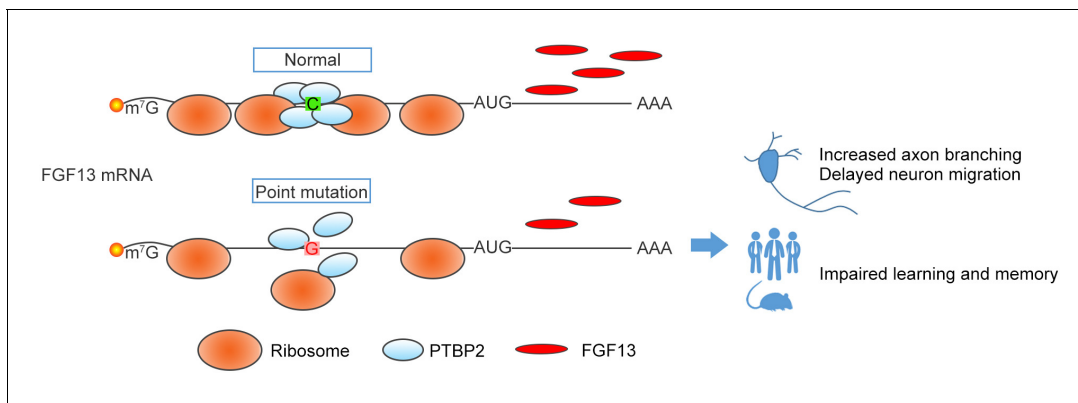 Normal
C
m⁷G
AUG
AAA
FGF13 mRNA
Point mutation
G
m⁷G
AUG
AAA
Increased axon branching
Delayed neuron migration
Impaired learning and memory
Ribosome
PTBP2
FGF13